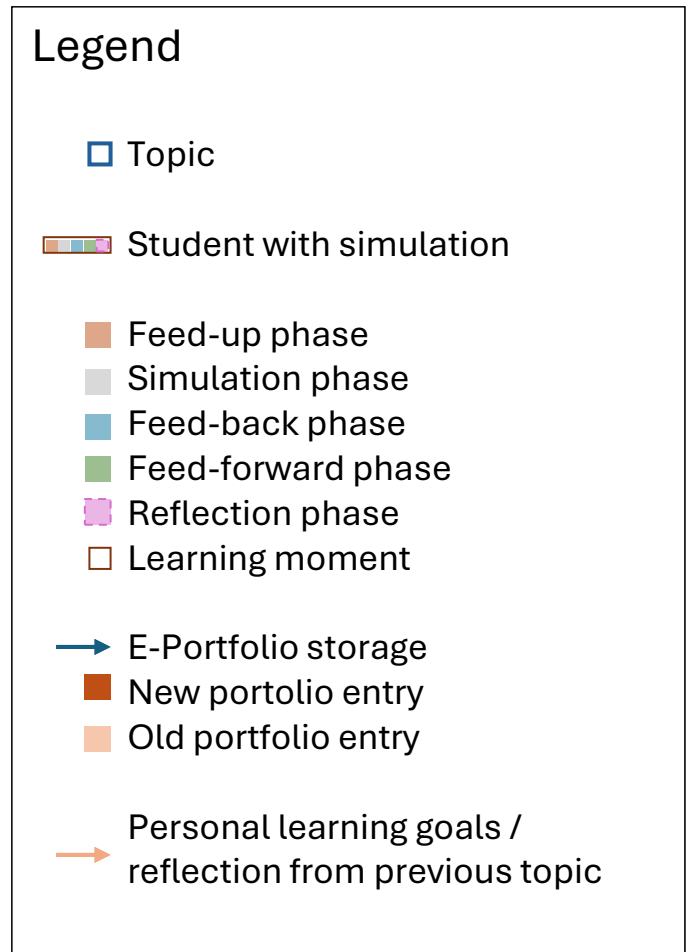 Legend
Topic
Student with simulation
Feed-up phase
Simulation phase
Feed-back phase
Feed-forward phase
Reflection phase
Learning moment
E-Portfolio storage
New portolio entry
Old portfolio entry
Personal learning goals /
reflection from previous topic